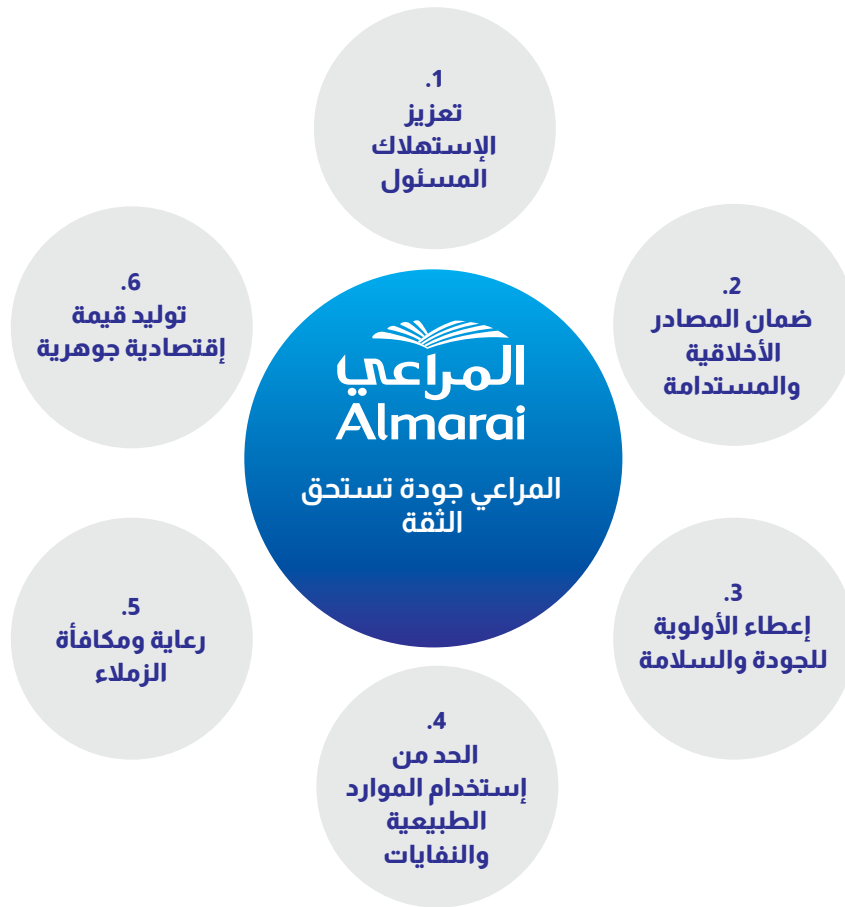 .1
تعزيز
الإستهلاك
المسئول
.2
ضمان المصادر
الأخلاقية
والمستدامة
.3
إعطاء الأولوية
للجودة والسلامة
.4
الحد من
إستخدام الموارد
الطبيعية
والنفايات
.5
رعاية ومكافأة
الزملاء
.6
توليد قيمة
إقتصادية جوهرية
المراعي
Almarai
المراعي جودة تستحق
الثقة